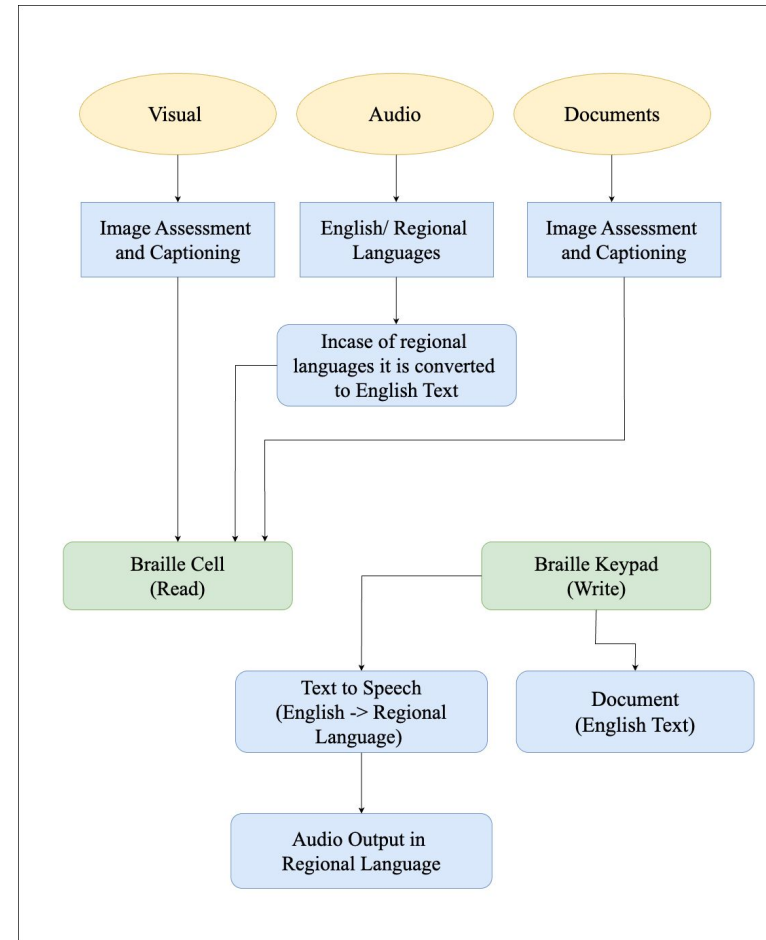 Visual
Audio
Documents
Image Assessment
and Captioning
English/ Regional
Languages
Image Assessment
and Captioning
Incase of regional
languages it is converted
to English Text
Braille Cell
(Read)
Braille Keypad
(Write)
Text to Speech
(English -> Regional
Language)
Document
(English Text)
Audio Output in
Regional Language